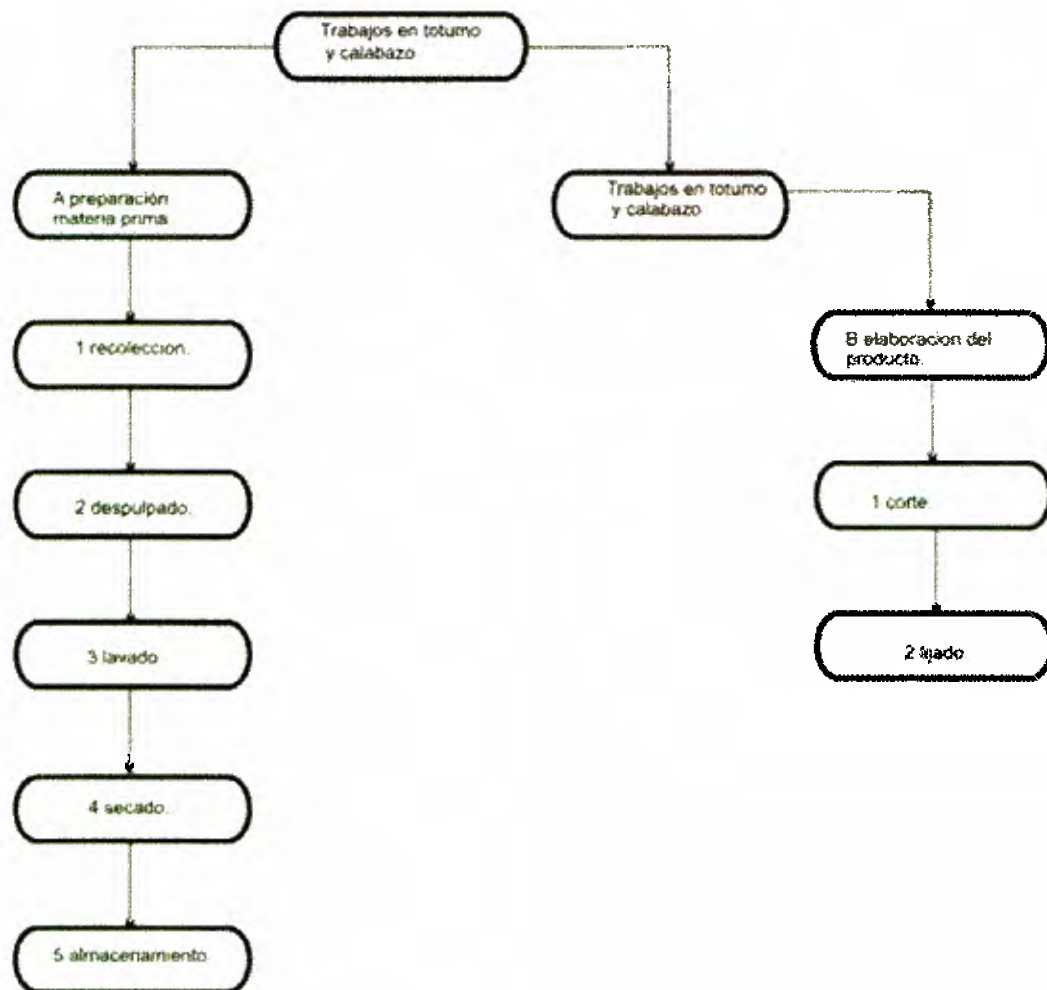 Trabajos en totumo
y calabazo
A preparación
materia prima
Trabajos en totumo
y calabazo
1 recoleccion.
B elaboracion del
producto.
2 despulpado.
1 corte.
3 lavado
2 lijado
4 secado.
5 almacenamiento